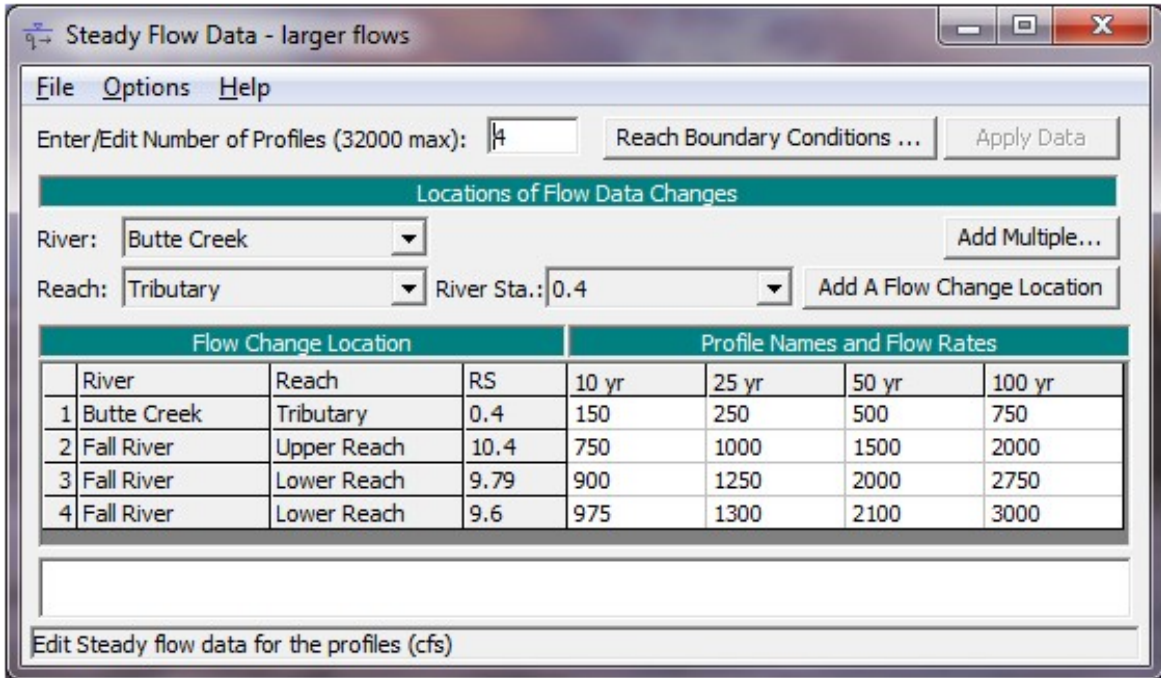 Steady Flow Data - larger flows
File Options Help
Enter/Edit Number of Profiles (32000 max): 4 Reach Boundary Conditions ... Apply Data
Locations of Flow Data Changes
River: Butte Creek Add Multiple...
Reach: Tributary River Sta.: 0.4 Add A Flow Change Location
Flow Change Location Profile Names and Flow Rates
River Reach RS 10 yr 25 yr 50 yr 100 yr
1 Butte Creek Tributary 0.4 150 250 500 750
2 Fall River Upper Reach 10.4 750 1000 1500 2000
3 Fall River Lower Reach 9.79 900 1250 2000 2750
4 Fall River Lower Reach 9.6 975 1300 2100 3000
Edit Steady flow data for the profiles (cfs)